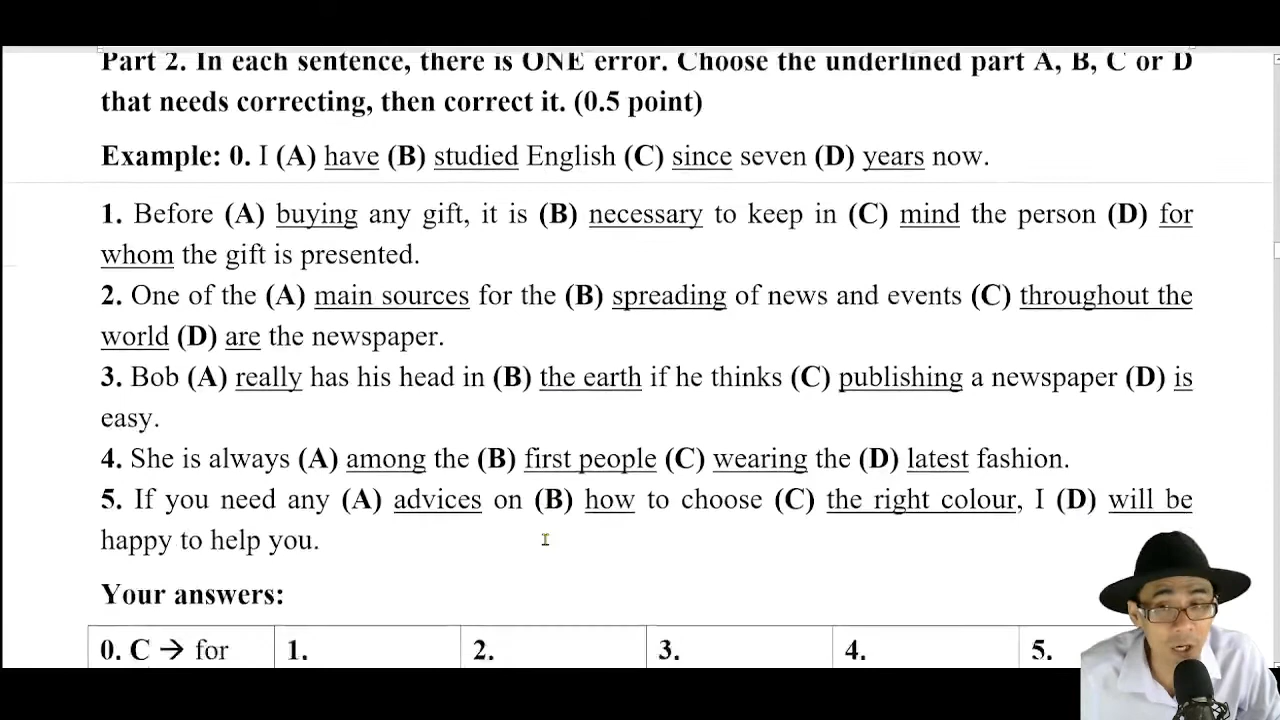 Part 2. In each sentence, there is ONE error. Choose the underlined part A, B, C or D
that needs correcting, then correct it. (0.5 point)
Example: 0. I (A) have (B) studied English (C) since seven (D) years now.
1. Before (A) buying any gift, it is (B) necessary to keep in (C) mind the person (D) for
whom the gift is presented.
2. One of the (A) main sources for the (B) spreading of news and events (C) throughout the
world (D) are the newspaper.
3. Bob (A) really has his head in (B) the earth if he thinks (C) publishing a newspaper (D) is
easy.
4. She is always (A) among the (B) first people (C) wearing the (D) latest fashion.
5. If you need any (A) advices on (B) how to choose (C) the right colour, I (D) will be
happy to help you.
Your answers:
0. C → for 1. 2. 3. 4. 5.